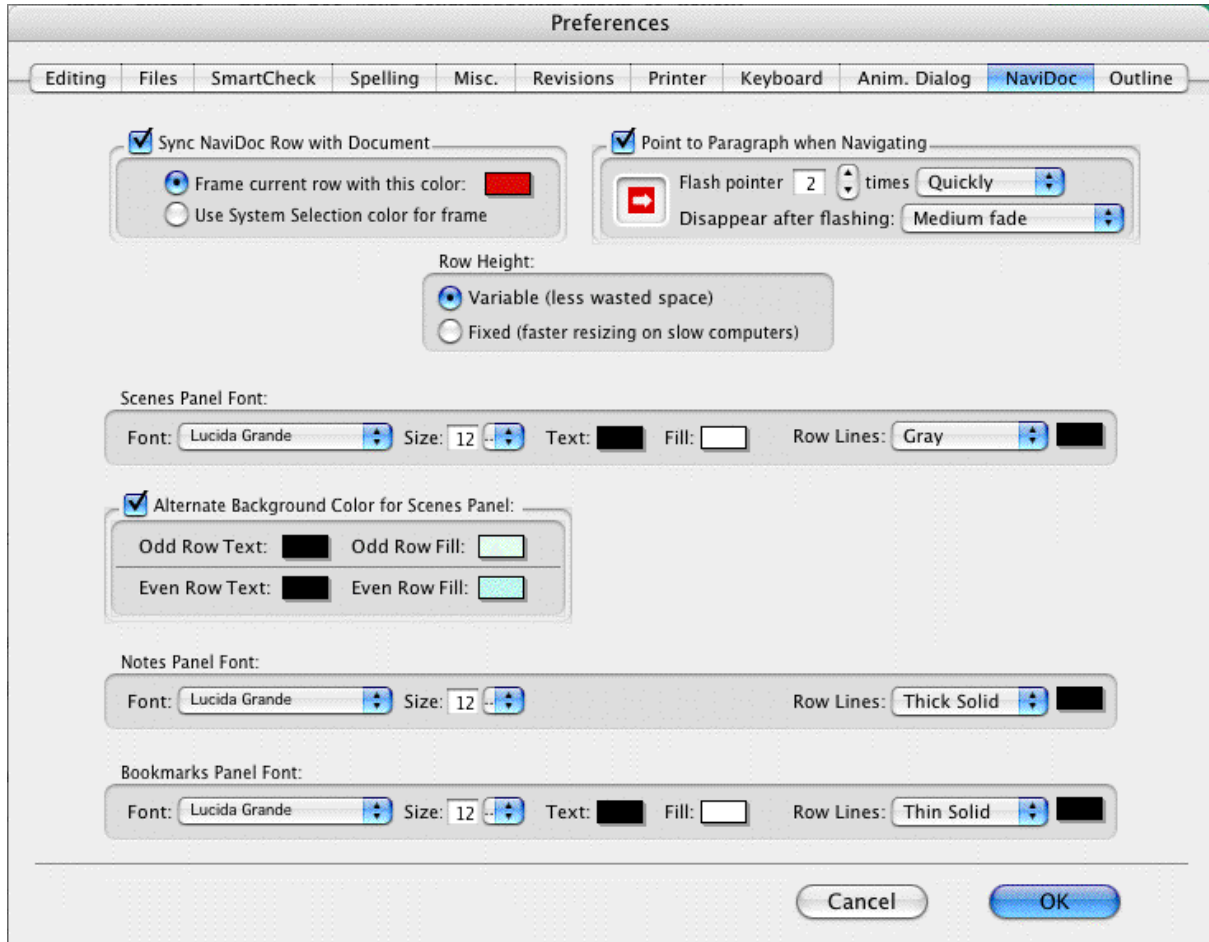 Preferences
Editing Files SmartCheck Spelling Misc. Revisions Printer Keyboard Anim. Dialog NaviDoc Outline
Sync NaviDoc Row with Document
Frame current row with this color:
Use System Selection color for frame
Point to Paragraph when Navigating
Flash pointer 2 times Quickly
Disappear after flashing: Medium fade
Row Height:
Variable (less wasted space)
Fixed (faster resizing on slow computers)
Scenes Panel Font:
Font: Lucida Grande Size: 12 Text: Fill: Row Lines: Gray
Alternate Background Color for Scenes Panel:
Odd Row Text: Odd Row Fill:
Even Row Text: Even Row Fill:
Notes Panel Font:
Font: Lucida Grande Size: 12 Row Lines: Thick Solid
Bookmarks Panel Font:
Font: Lucida Grande Size: 12 Text: Fill: Row Lines: Thin Solid
Cancel OK